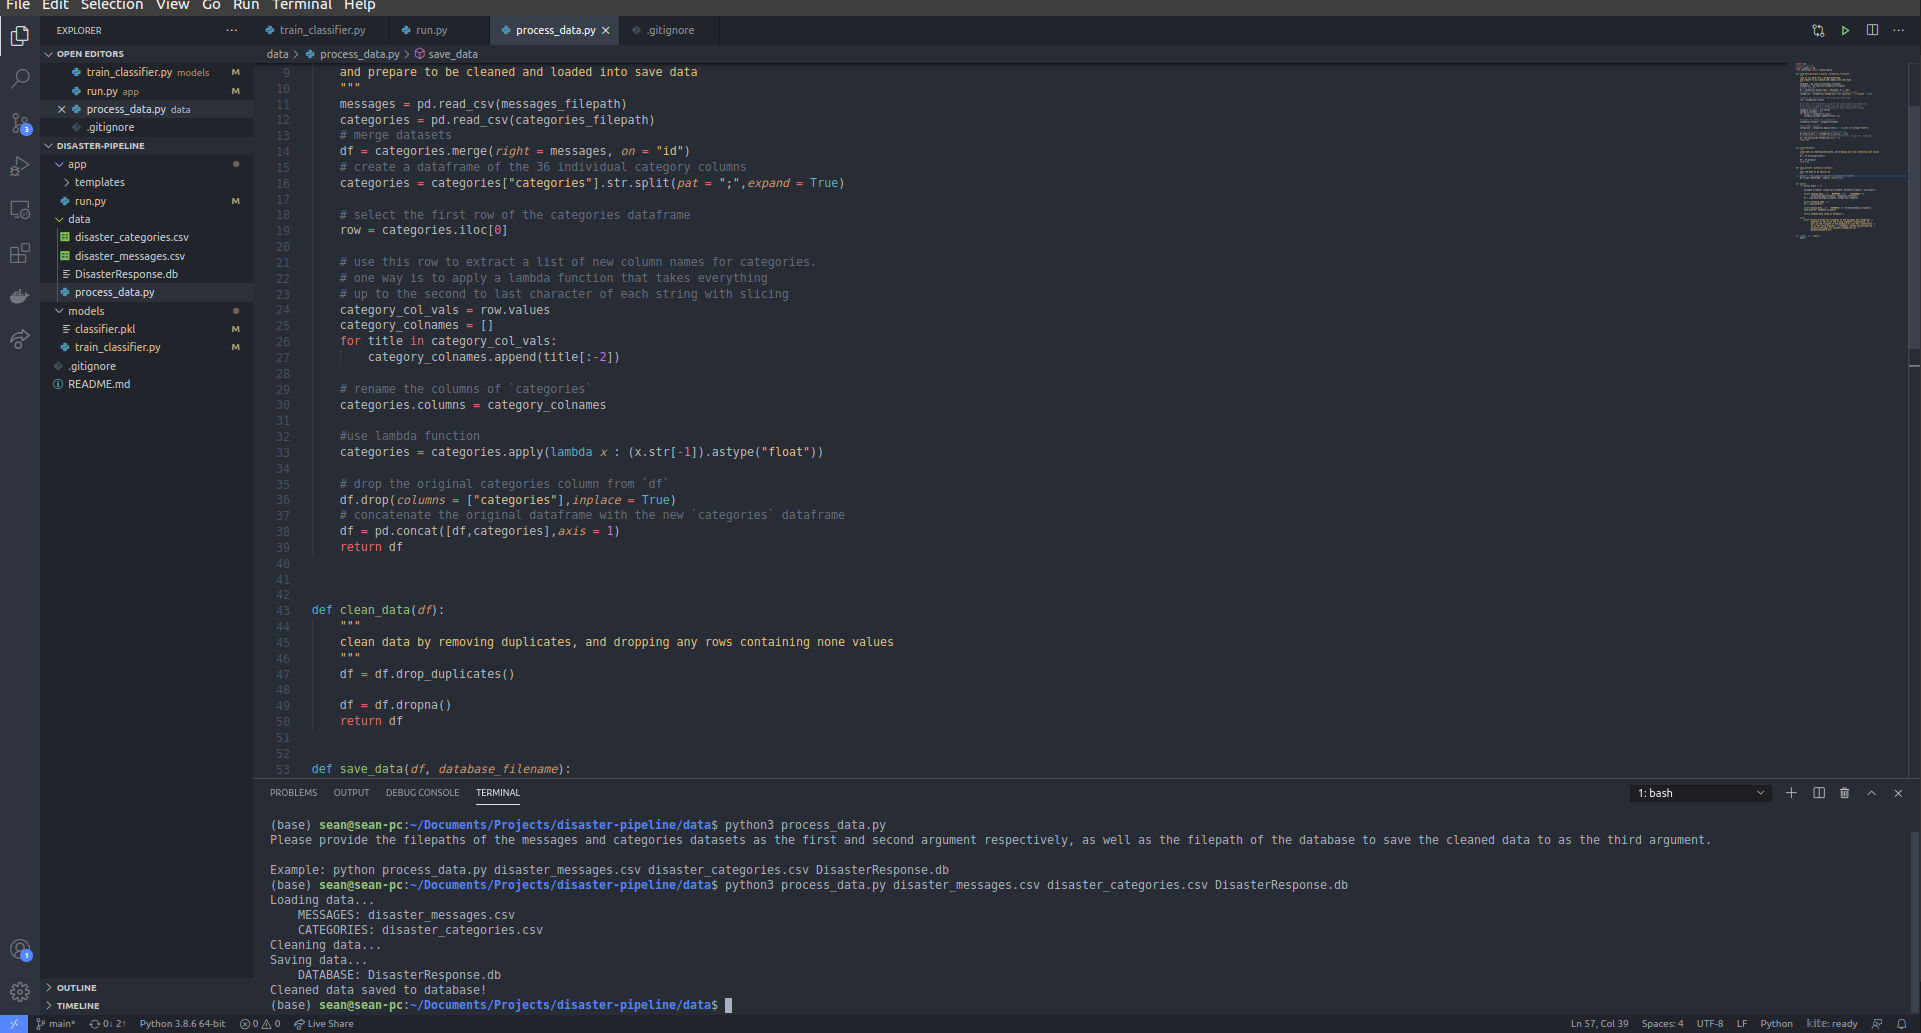 File Edit Selection View Go Run Terminal Help
EXPLORER
OPEN EDITORS
train_classifier.py models M
run.py app M
process_data.py data
.gitignore
DISASTER-PIPELINE
app
templates
run.py M
data
disaster_categories.csv
disaster_messages.csv
DisasterResponse.db
process_data.py
models
classifier.pkl M
train_classifier.py M
.gitignore
README.md
OUTLINE
TIMELINE
3
1
train_classifier.py run.py process_data.py .gitignore
data > process_data.py > save_data
9 and prepare to be cleaned and loaded into save data
10 """
11 messages = pd.read_csv(messages_filepath)
12 categories = pd.read_csv(categories_filepath)
13 # merge datasets
14 df = categories.merge(right = messages, on = "id")
15 # create a dataframe of the 36 individual category columns
16 categories = categories["categories"].str.split(pat = ";",expand = True)
17
18 # select the first row of the categories dataframe
19 row = categories.iloc[0]
20
21 # use this row to extract a list of new column names for categories.
22 # one way is to apply a lambda function that takes everything
23 # up to the second to last character of each string with slicing
24 category_col_vals = row.values
25 category_colnames = []
26 for title in category_col_vals:
27 category_colnames.append(title[:-2])
28
29 # rename the columns of `categories`
30 categories.columns = category_colnames
31
32 #use lambda function
33 categories = categories.apply(lambda x : (x.str[-1]).astype("float"))
34
35 # drop the original categories column from `df`
36 df.drop(columns = ["categories"],inplace = True)
37 # concatenate the original dataframe with the new `categories` dataframe
38 df = pd.concat([df,categories],axis = 1)
39 return df
40
41
42
43 def clean_data(df):
44 """
45 clean data by removing duplicates, and dropping any rows containing none values
46 """
47 df = df.drop_duplicates()
48
49 df = df.dropna()
50 return df
51
52
53 def save_data(df, database_filename):
PROBLEMS OUTPUT DEBUG CONSOLE TERMINAL 1: bash
(base) sean@sean-pc:~/Documents/Projects/disaster-pipeline/data$ python3 process_data.py
Please provide the filepaths of the messages and categories datasets as the first and second argument respectively, as well as the filepath of the database to save the cleaned data to as the third argument.
Example: python process_data.py disaster_messages.csv disaster_categories.csv DisasterResponse.db
(base) sean@sean-pc:~/Documents/Projects/disaster-pipeline/data$ python3 process_data.py disaster_messages.csv disaster_categories.csv DisasterResponse.db
Loading data...
MESSAGES: disaster_messages.csv
CATEGORIES: disaster_categories.csv
Cleaning data...
Saving data...
DATABASE: DisasterResponse.db
Cleaned data saved to database!
(base) sean@sean-pc:~/Documents/Projects/disaster-pipeline/data$
main* 0↓ 2↑ Python 3.8.6 64-bit 0 0 Live Share Ln 57, Col 39 Spaces: 4 UTF-8 LF Python kite: ready